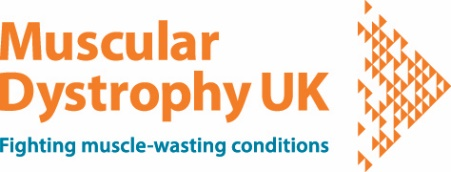 Muscular
Dystrophy UK
Fighting muscle-wasting conditions